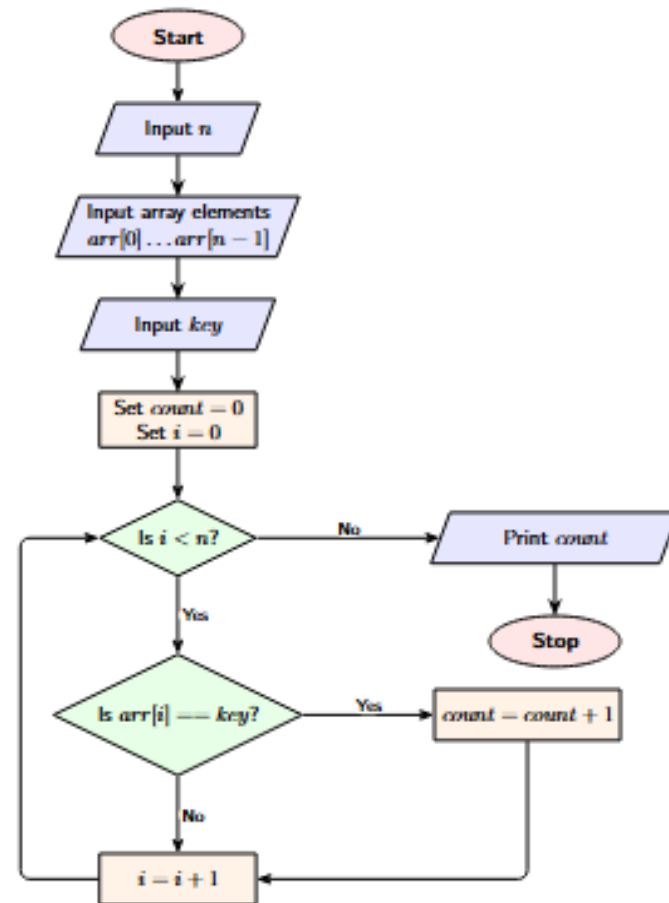 Start
Input n
Input array elements
arr[0] … arr[n − 1]
Input key
Set count = 0
Set i = 0
Is i < n?
No
Print count
Yes
Stop
Is arr[i] == key?
Yes
count = count + 1
No
i = i + 1